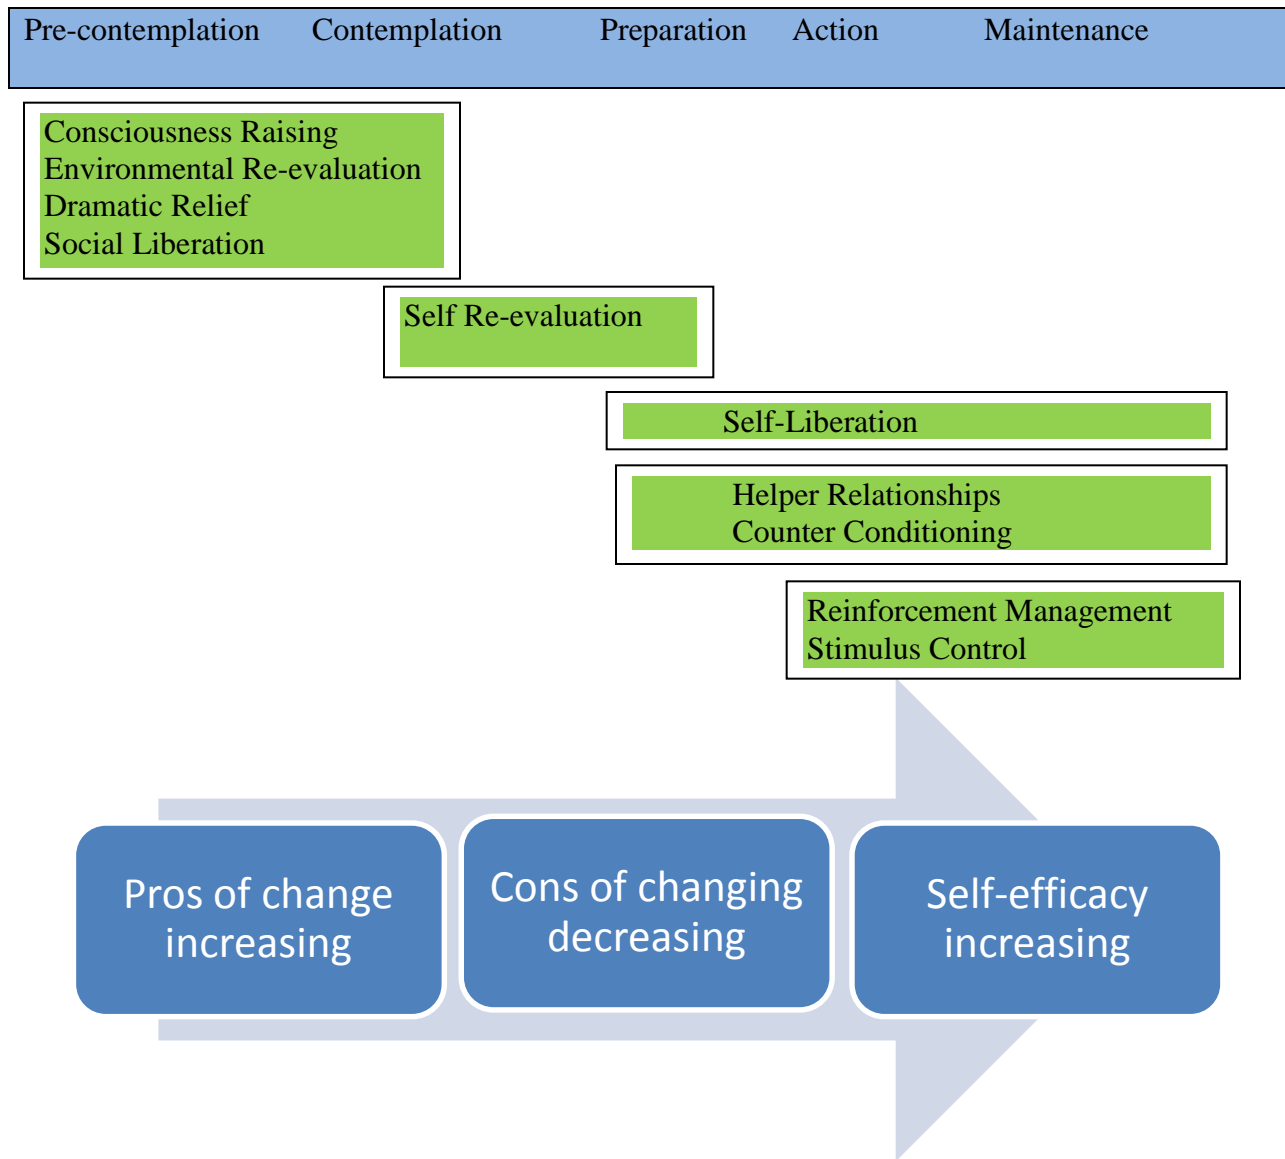 Pre-contemplation Contemplation Preparation Action Maintenance
Consciousness Raising
Environmental Re-evaluation
Dramatic Relief
Social Liberation
Self Re-evaluation
Self-Liberation
Helper Relationships
Counter Conditioning
Reinforcement Management
Stimulus Control
Pros of change
increasing
Cons of changing
decreasing
Self-efficacy
increasing